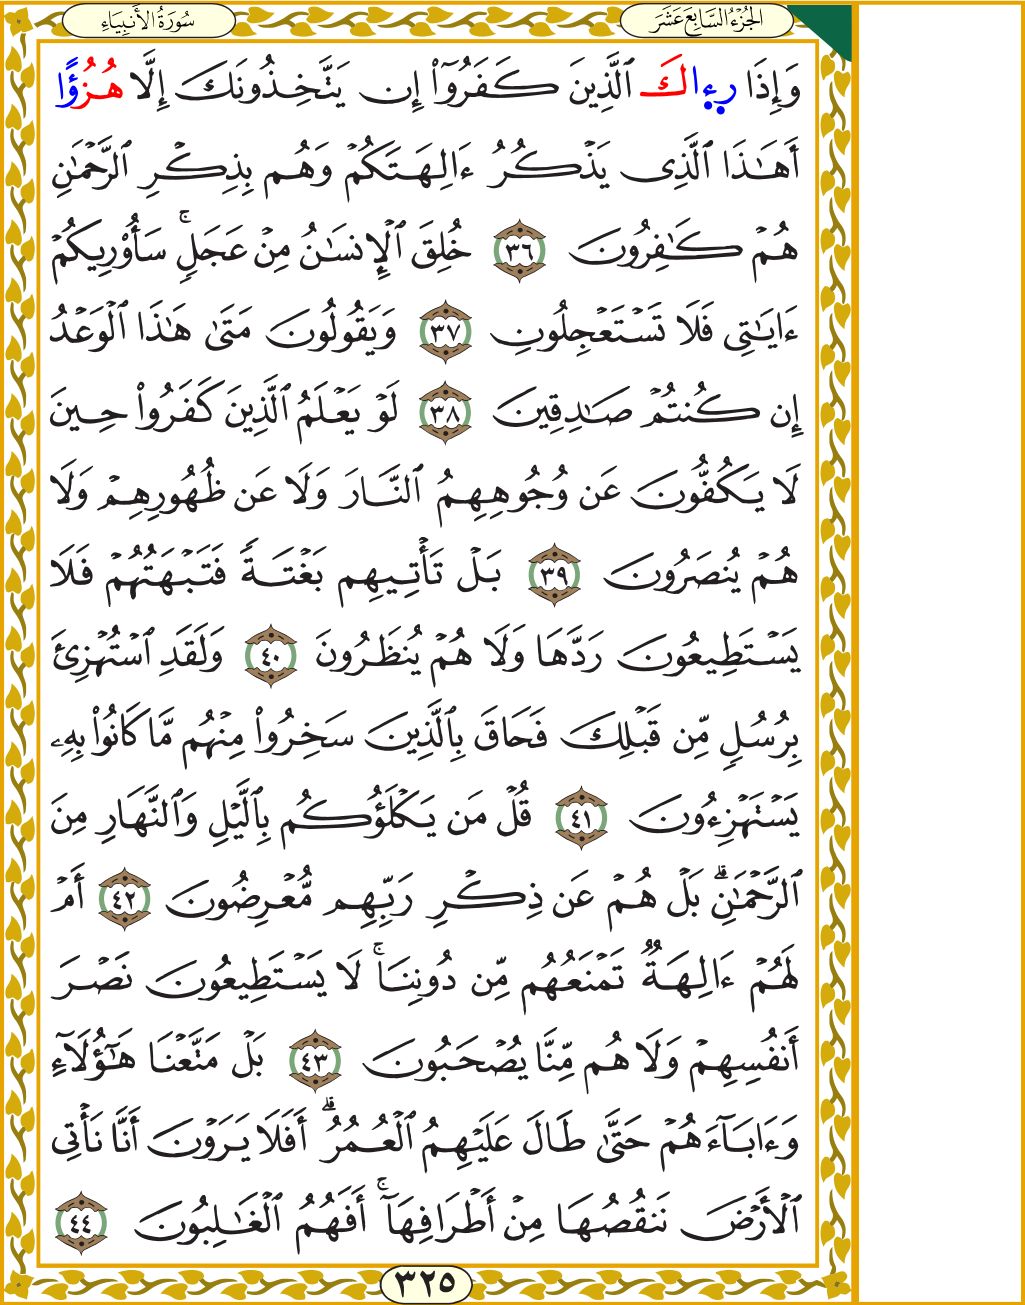 الجُزْءُ السَّابِعَ عَشَرَ
سُورَةُ الأَنبِيَاءِ
وَإِذَا رِءاكَ ٱلَّذِينَ كَفَرُوٓا۟ إِن يَتَّخِذُونَكَ إِلَّا هُزُؤًا
أَهَـٰذَا ٱلَّذِى يَذْكُرُ ءَالِهَتَكُمْ وَهُم بِذِكْرِ ٱلرَّحْمَـٰنِ
هُمْ كَـٰفِرُونَ ٣٦ خُلِقَ ٱلْإِنسَـٰنُ مِنْ عَجَلٍ ۚ سَأُو۟رِيكُمْ
ءَايَـٰتِى فَلَا تَسْتَعْجِلُونِ ٣٧ وَيَقُولُونَ مَتَىٰ هَـٰذَا ٱلْوَعْدُ
إِن كُنتُمْ صَـٰدِقِينَ ٣٨ لَوْ يَعْلَمُ ٱلَّذِينَ كَفَرُوا۟ حِينَ
لَا يَكُفُّونَ عَن وُجُوهِهِمُ ٱلنَّارَ وَلَا عَن ظُهُورِهِمْ وَلَا
هُمْ يُنصَرُونَ ٣٩ بَلْ تَأْتِيهِم بَغْتَةً فَتَبْهَتُهُمْ فَلَا
يَسْتَطِيعُونَ رَدَّهَا وَلَا هُمْ يُنظَرُونَ ٤٠ وَلَقَدِ ٱسْتُهْزِئَ
بِرُسُلٍ مِّن قَبْلِكَ فَحَاقَ بِٱلَّذِينَ سَخِرُوا۟ مِنْهُم مَّا كَانُوا۟ بِهِۦ
يَسْتَهْزِءُونَ ٤١ قُلْ مَن يَكْلَؤُكُم بِٱلَّيْلِ وَٱلنَّهَارِ مِنَ
ٱلرَّحْمَـٰنِ ۗ بَلْ هُمْ عَن ذِكْرِ رَبِّهِم مُّعْرِضُونَ ٤٢ أَمْ
لَهُمْ ءَالِهَةٌ تَمْنَعُهُم مِّن دُونِنَا ۚ لَا يَسْتَطِيعُونَ نَصْرَ
أَنفُسِهِمْ وَلَا هُم مِّنَّا يُصْحَبُونَ ٤٣ بَلْ مَتَّعْنَا هَـٰٓؤُلَآءِ
وَءَابَآءَهُمْ حَتَّىٰ طَالَ عَلَيْهِمُ ٱلْعُمُرُ ۗ أَفَلَا يَرَوْنَ أَنَّا نَأْتِى
ٱلْأَرْضَ نَنقُصُهَا مِنْ أَطْرَافِهَآ ۚ أَفَهُمُ ٱلْغَـٰلِبُونَ ٤٤
٣٢٥